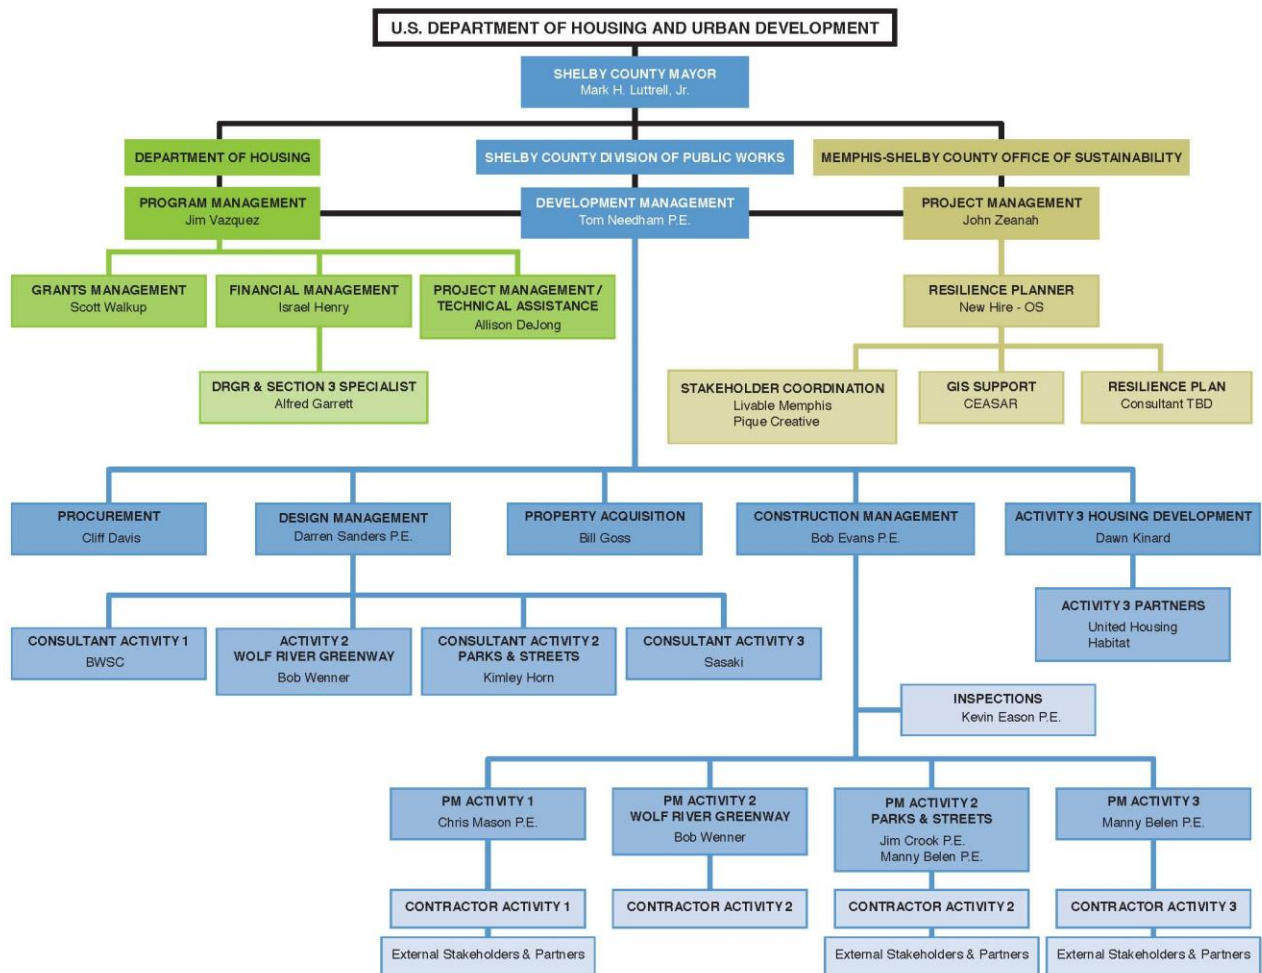 U.S. DEPARTMENT OF HOUSING AND URBAN DEVELOPMENT
SHELBY COUNTY MAYOR
Mark H. Luttrell, Jr.
DEPARTMENT OF HOUSING
SHELBY COUNTY DIVISION OF PUBLIC WORKS
MEMPHIS-SHELBY COUNTY OFFICE OF SUSTAINABILITY
PROGRAM MANAGEMENT
Jim Vazquez
DEVELOPMENT MANAGEMENT
Tom Needham P.E.
PROJECT MANAGEMENT
John Zeanah
GRANTS MANAGEMENT
Scott Walkup
FINANCIAL MANAGEMENT
Israel Henry
PROJECT MANAGEMENT /
TECHNICAL ASSISTANCE
Allison DeJong
RESILIENCE PLANNER
New Hire - OS
DRGR & SECTION 3 SPECIALIST
Alfred Garrett
STAKEHOLDER COORDINATION
Livable Memphis
Pique Creative
GIS SUPPORT
CEASAR
RESILIENCE PLAN
Consultant TBD
PROCUREMENT
Cliff Davis
DESIGN MANAGEMENT
Darren Sanders P.E.
PROPERTY ACQUISITION
Bill Goss
CONSTRUCTION MANAGEMENT
Bob Evans P.E.
ACTIVITY 3 HOUSING DEVELOPMENT
Dawn Kinard
CONSULTANT ACTIVITY 1
BWSC
ACTIVITY 2
WOLF RIVER GREENWAY
Bob Wenner
CONSULTANT ACTIVITY 2
PARKS & STREETS
Kimley Horn
CONSULTANT ACTIVITY 3
Sasaki
ACTIVITY 3 PARTNERS
United Housing
Habitat
INSPECTIONS
Kevin Eason P.E.
PM ACTIVITY 1
Chris Mason P.E.
PM ACTIVITY 2
WOLF RIVER GREENWAY
Bob Wenner
PM ACTIVITY 2
PARKS & STREETS
Jim Crook P.E.
Manny Belen P.E.
PM ACTIVITY 3
Manny Belen P.E.
CONTRACTOR ACTIVITY 1
CONTRACTOR ACTIVITY 2
CONTRACTOR ACTIVITY 2
CONTRACTOR ACTIVITY 3
External Stakeholders & Partners
External Stakeholders & Partners
External Stakeholders & Partners